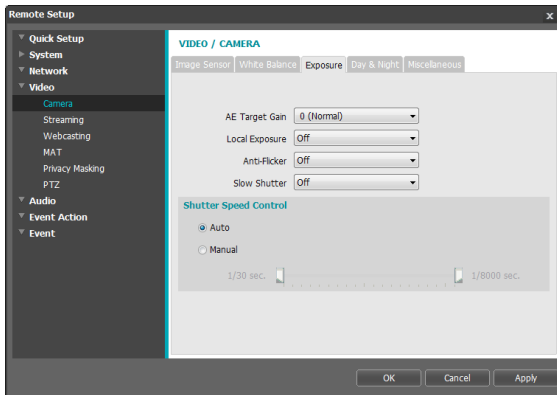 Remote Setup
x
Quick Setup
System
Network
Video
Camera
Streaming
Webcasting
MAT
Privacy Masking
PTZ
Audio
Event Action
Event
VIDEO / CAMERA
Image Sensor White Balance Exposure Day & Night Miscellaneous
AE Target Gain 0 (Normal)
Local Exposure Off
Anti-Flicker Off
Slow Shutter Off
Shutter Speed Control
Auto
Manual
1/30 sec. 1/8000 sec.
OK Cancel Apply